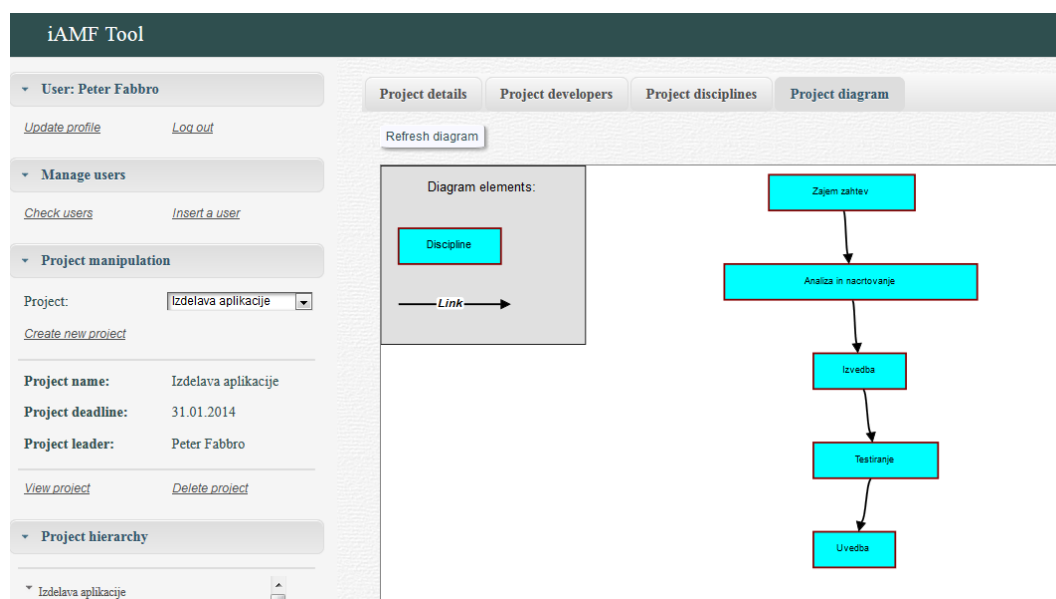 iAMF Tool
User: Peter Fabbro
Update profile Log out
Manage users
Check users Insert a user
Project manipulation
Project: Izdelava aplikacije
Create new project
Project name: Izdelava aplikacije
Project deadline: 31.01.2014
Project leader: Peter Fabbro
View project Delete project
Project hierarchy
Izdelava aplikacije
Project details Project developers Project disciplines Project diagram
Refresh diagram
Diagram elements:
Discipline
Link
Zajem zahtev
Analiza in nacrtovanje
Izvedba
Testiranje
Uvedba